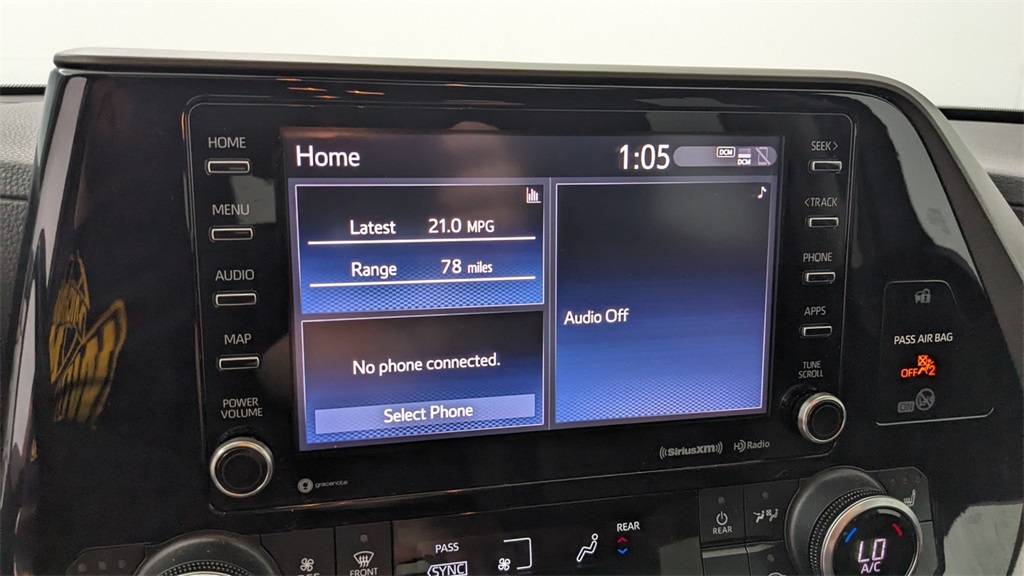 HOME
MENU
AUDIO
MAP
POWER
VOLUME
gracenote
Home
1:05
DCM
DCM
Latest 21.0 MPG
Range 78 miles
No phone connected.
Select Phone
Audio Off
((SiriusXM))
HD Radio
SEEK>
<TRACK
PHONE
APPS
TUNE
SCROLL
PASS AIR BAG
OFF 2
FRONT
PASS
SYNC
REAR
REAR
LO
A/C